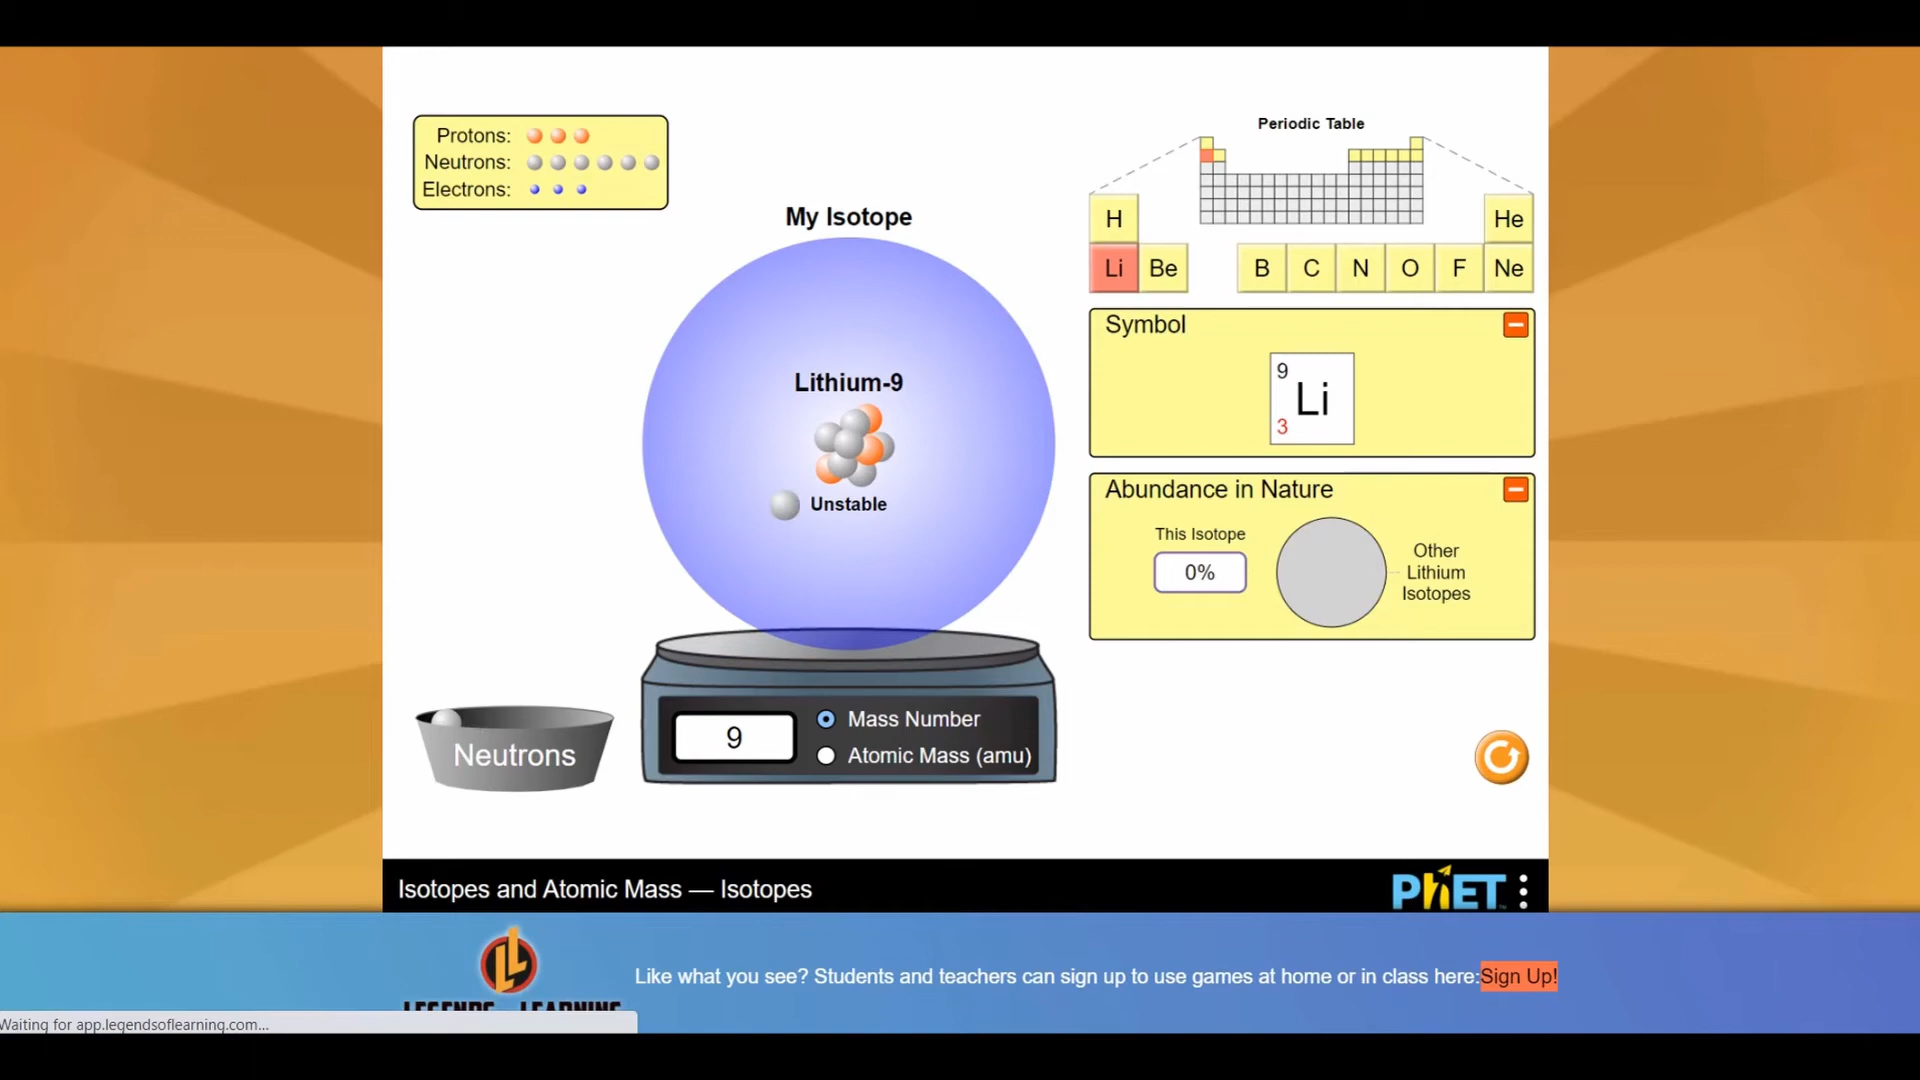 Protons:
Neutrons:
Electrons:
My Isotope
Lithium-9
Unstable
Neutrons
9
Mass Number
Atomic Mass (amu)
Periodic Table
H
He
Li Be B C N O F Ne
Symbol
9
Li
3
Abundance in Nature
This Isotope
0%
Other
Lithium
Isotopes
Isotopes and Atomic Mass — Isotopes
PhET
LEGENDS OF LEARNING
Like what you see? Students and teachers can sign up to use games at home or in class here:Sign Up!
Waiting for app.legendsoflearning.com...